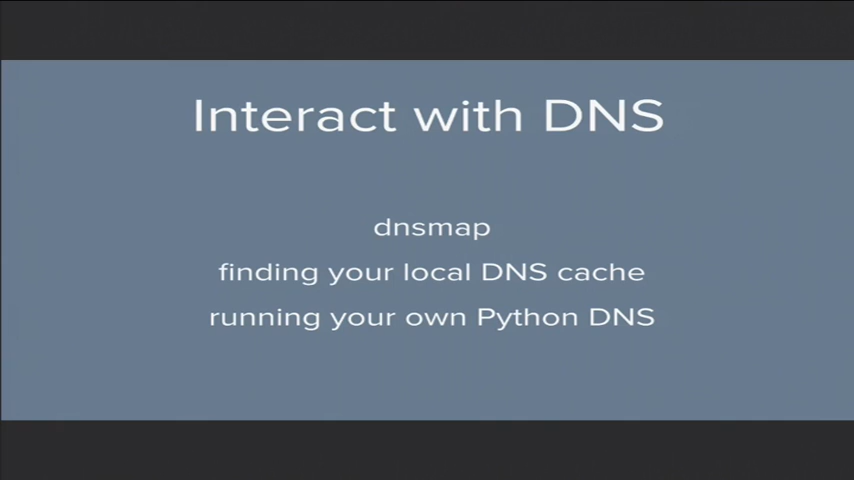 Interact with DNS
dnsmap
finding your local DNS cache
running your own Python DNS